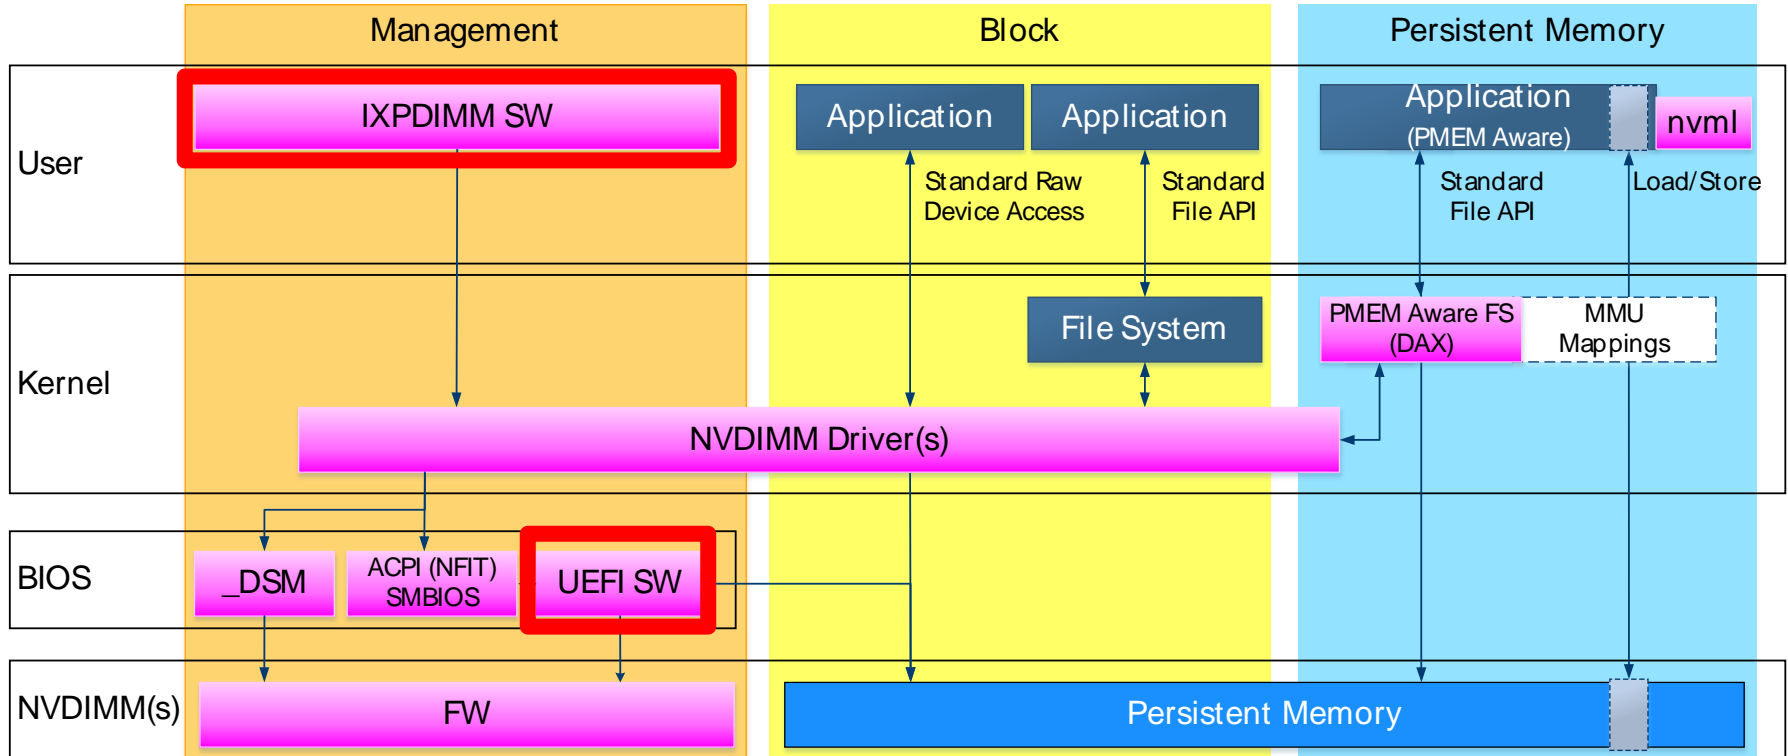 Management
Block
Persistent Memory
User
IXPDIMM SW
Application
Application
Application
(PMEM Aware)
nvml
Standard Raw
Device Access
Standard
File API
Standard
File API
Load/Store
Kernel
File System
PMEM Aware FS
(DAX)
MMU
Mappings
NVDIMM Driver(s)
BIOS
_DSM
ACPI (NFIT)
SMBIOS
UEFI SW
NVDIMM(s)
FW
Persistent Memory